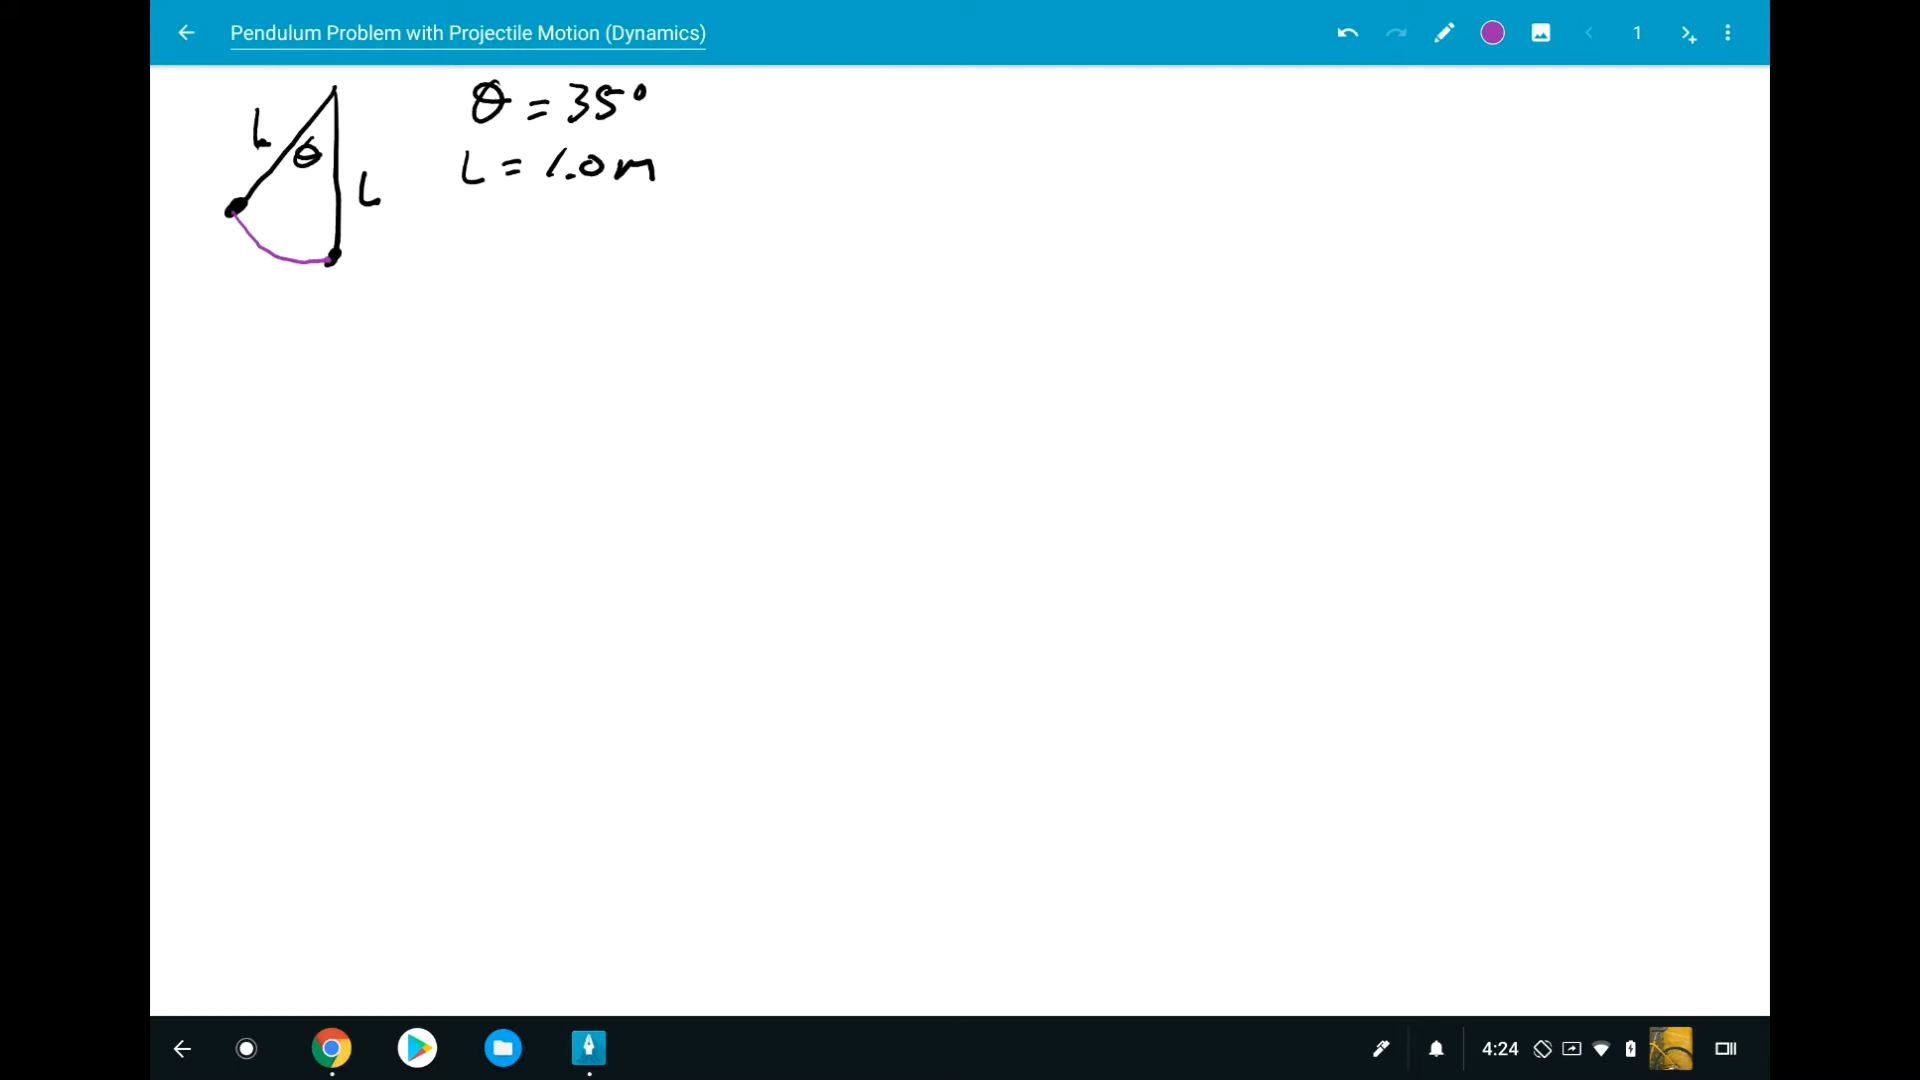 Pendulum Problem with Projectile Motion (Dynamics)
1
θ = 35°
L
θ
L = 1.0m
L
4:24